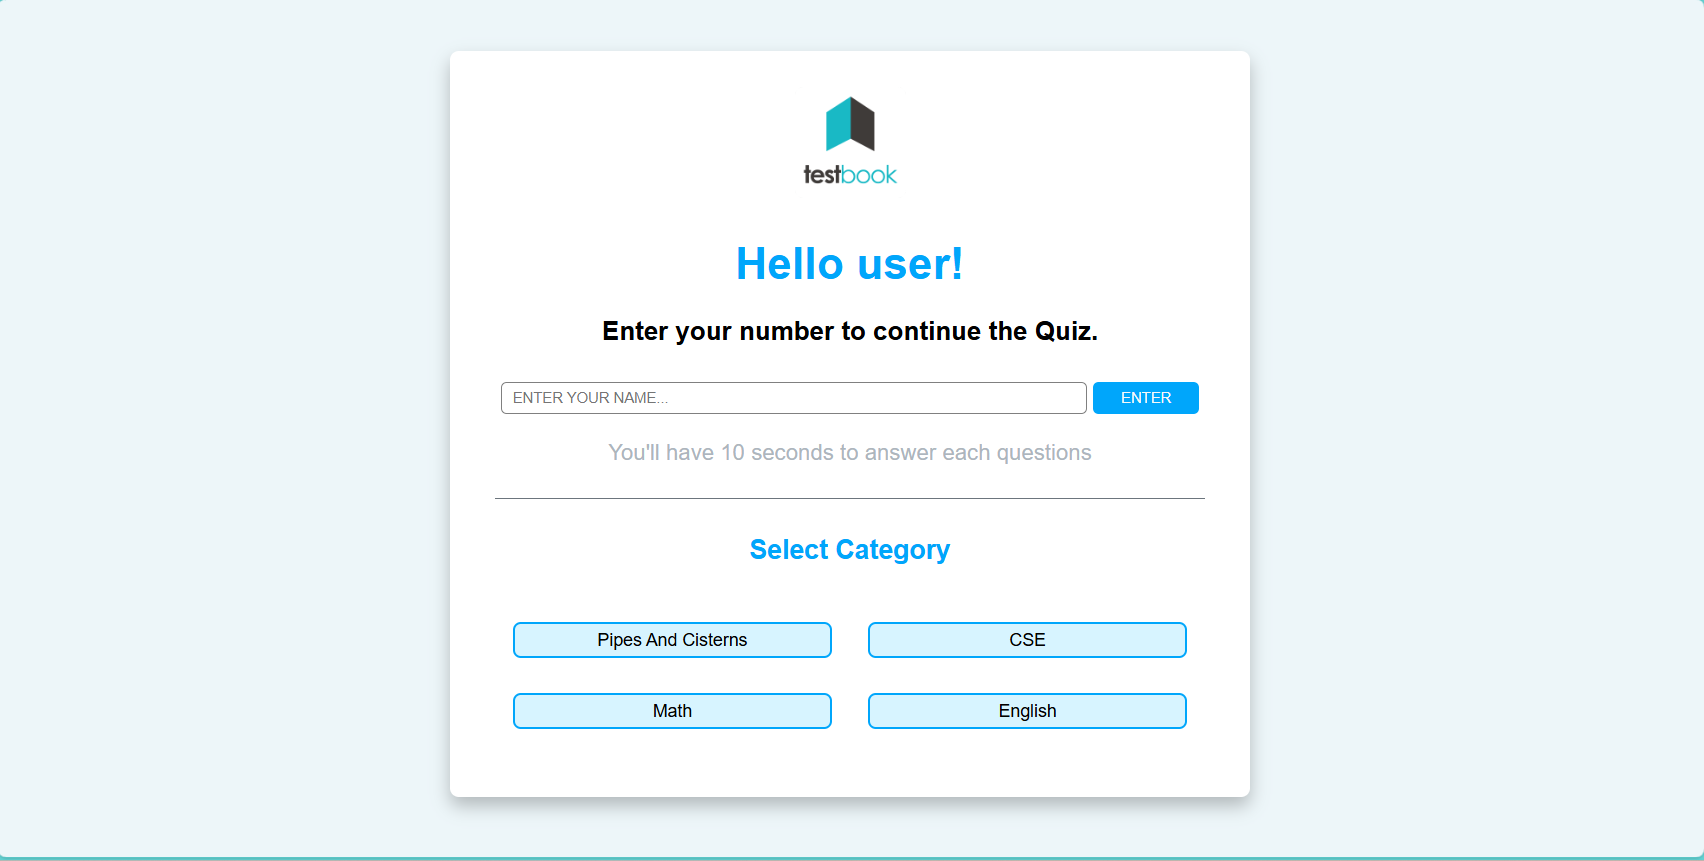 testbook
Hello user!
Enter your number to continue the Quiz.
ENTER YOUR NAME... ENTER
You'll have 10 seconds to answer each questions
Select Category
Pipes And Cisterns CSE
Math English